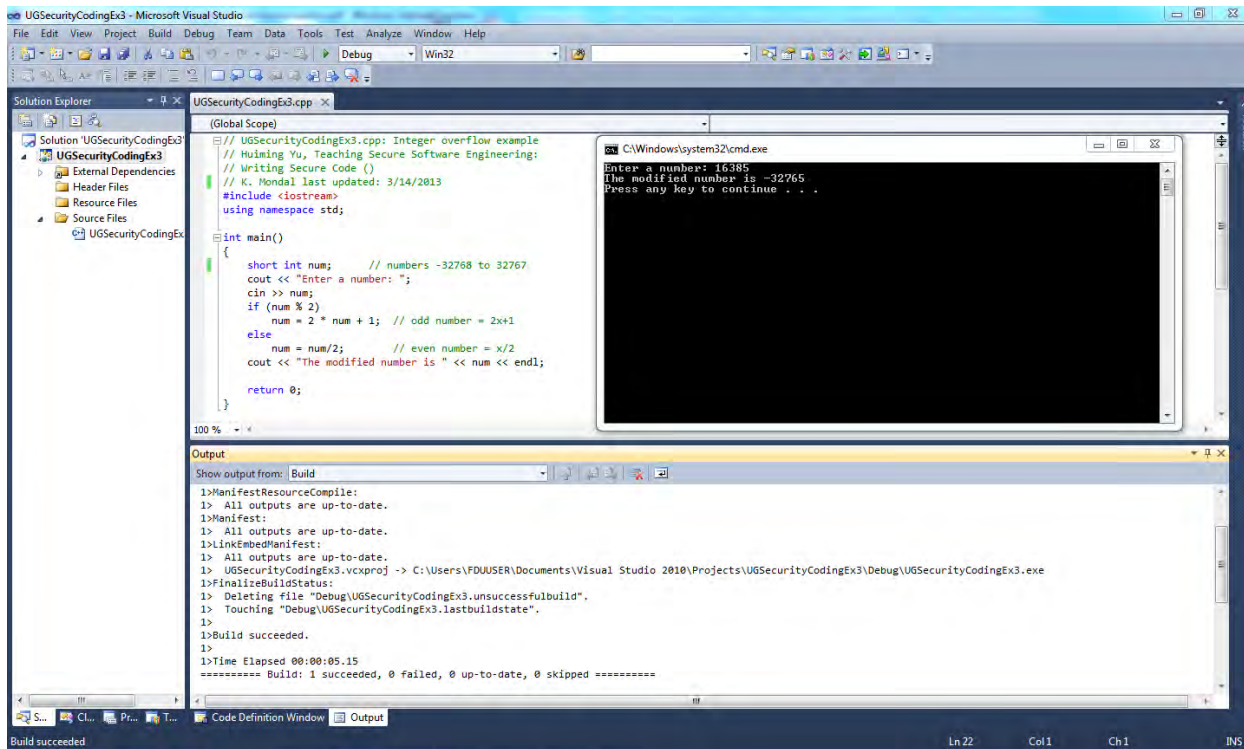 UGSecurityCodingEx3 - Microsoft Visual Studio
File Edit View Project Build Debug Team Data Tools Test Analyze Window Help
Debug Win32
Solution Explorer
UGSecurityCodingEx3.cpp
(Global Scope)
Solution 'UGSecurityCodingEx3'
UGSecurityCodingEx3
External Dependencies
Header Files
Resource Files
Source Files
UGSecurityCodingEx
// UGSecurityCodingEx3.cpp: Integer overflow example
// Huiming Yu, Teaching Secure Software Engineering:
// Writing Secure Code ()
// K. Mondal last updated: 3/14/2013
#include <iostream>
using namespace std;
int main()
{
short int num; // numbers -32768 to 32767
cout << "Enter a number: ";
cin >> num;
if (num % 2)
num = 2 * num + 1; // odd number = 2x+1
else
num = num/2; // even number = x/2
cout << "The modified number is " << num << endl;
return 0;
}
100 %
C:\Windows\system32\cmd.exe
Enter a number: 16385
The modified number is -32765
Press any key to continue . . .
Output
Show output from: Build
1>ManifestResourceCompile:
1> All outputs are up-to-date.
1>Manifest:
1> All outputs are up-to-date.
1>LinkEmbedManifest:
1> All outputs are up-to-date.
1> UGSecurityCodingEx3.vcxproj -> C:\Users\FDUUSER\Documents\Visual Studio 2010\Projects\UGSecurityCodingEx3\Debug\UGSecurityCodingEx3.exe
1>FinalizeBuildStatus:
1> Deleting file "Debug\UGSecurityCodingEx3.unsuccessfulbuild".
1> Touching "Debug\UGSecurityCodingEx3.lastbuildstate".
1>
1>Build succeeded.
1>
1>Time Elapsed 00:00:05.15
========== Build: 1 succeeded, 0 failed, 0 up-to-date, 0 skipped ==========
S... Cl... Pr... T... Code Definition Window Output
Build succeeded Ln 22 Col 1 Ch 1 INS